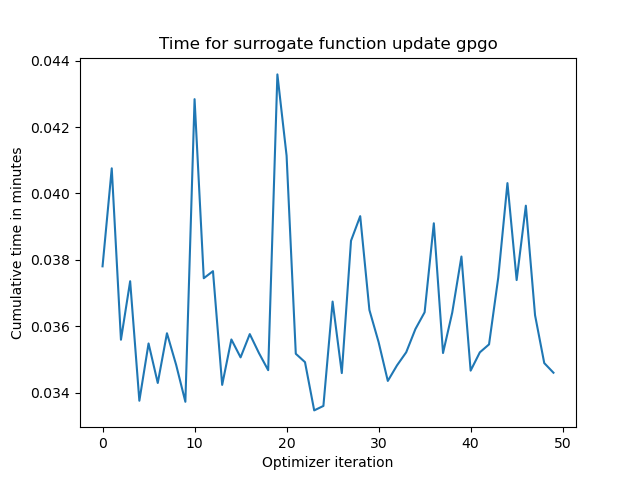 Time for surrogate function update gpgo
0.044
0.042
0.040
0.038
0.036
0.034
Cumulative time in minutes
0 10 20 30 40 50
Optimizer iteration